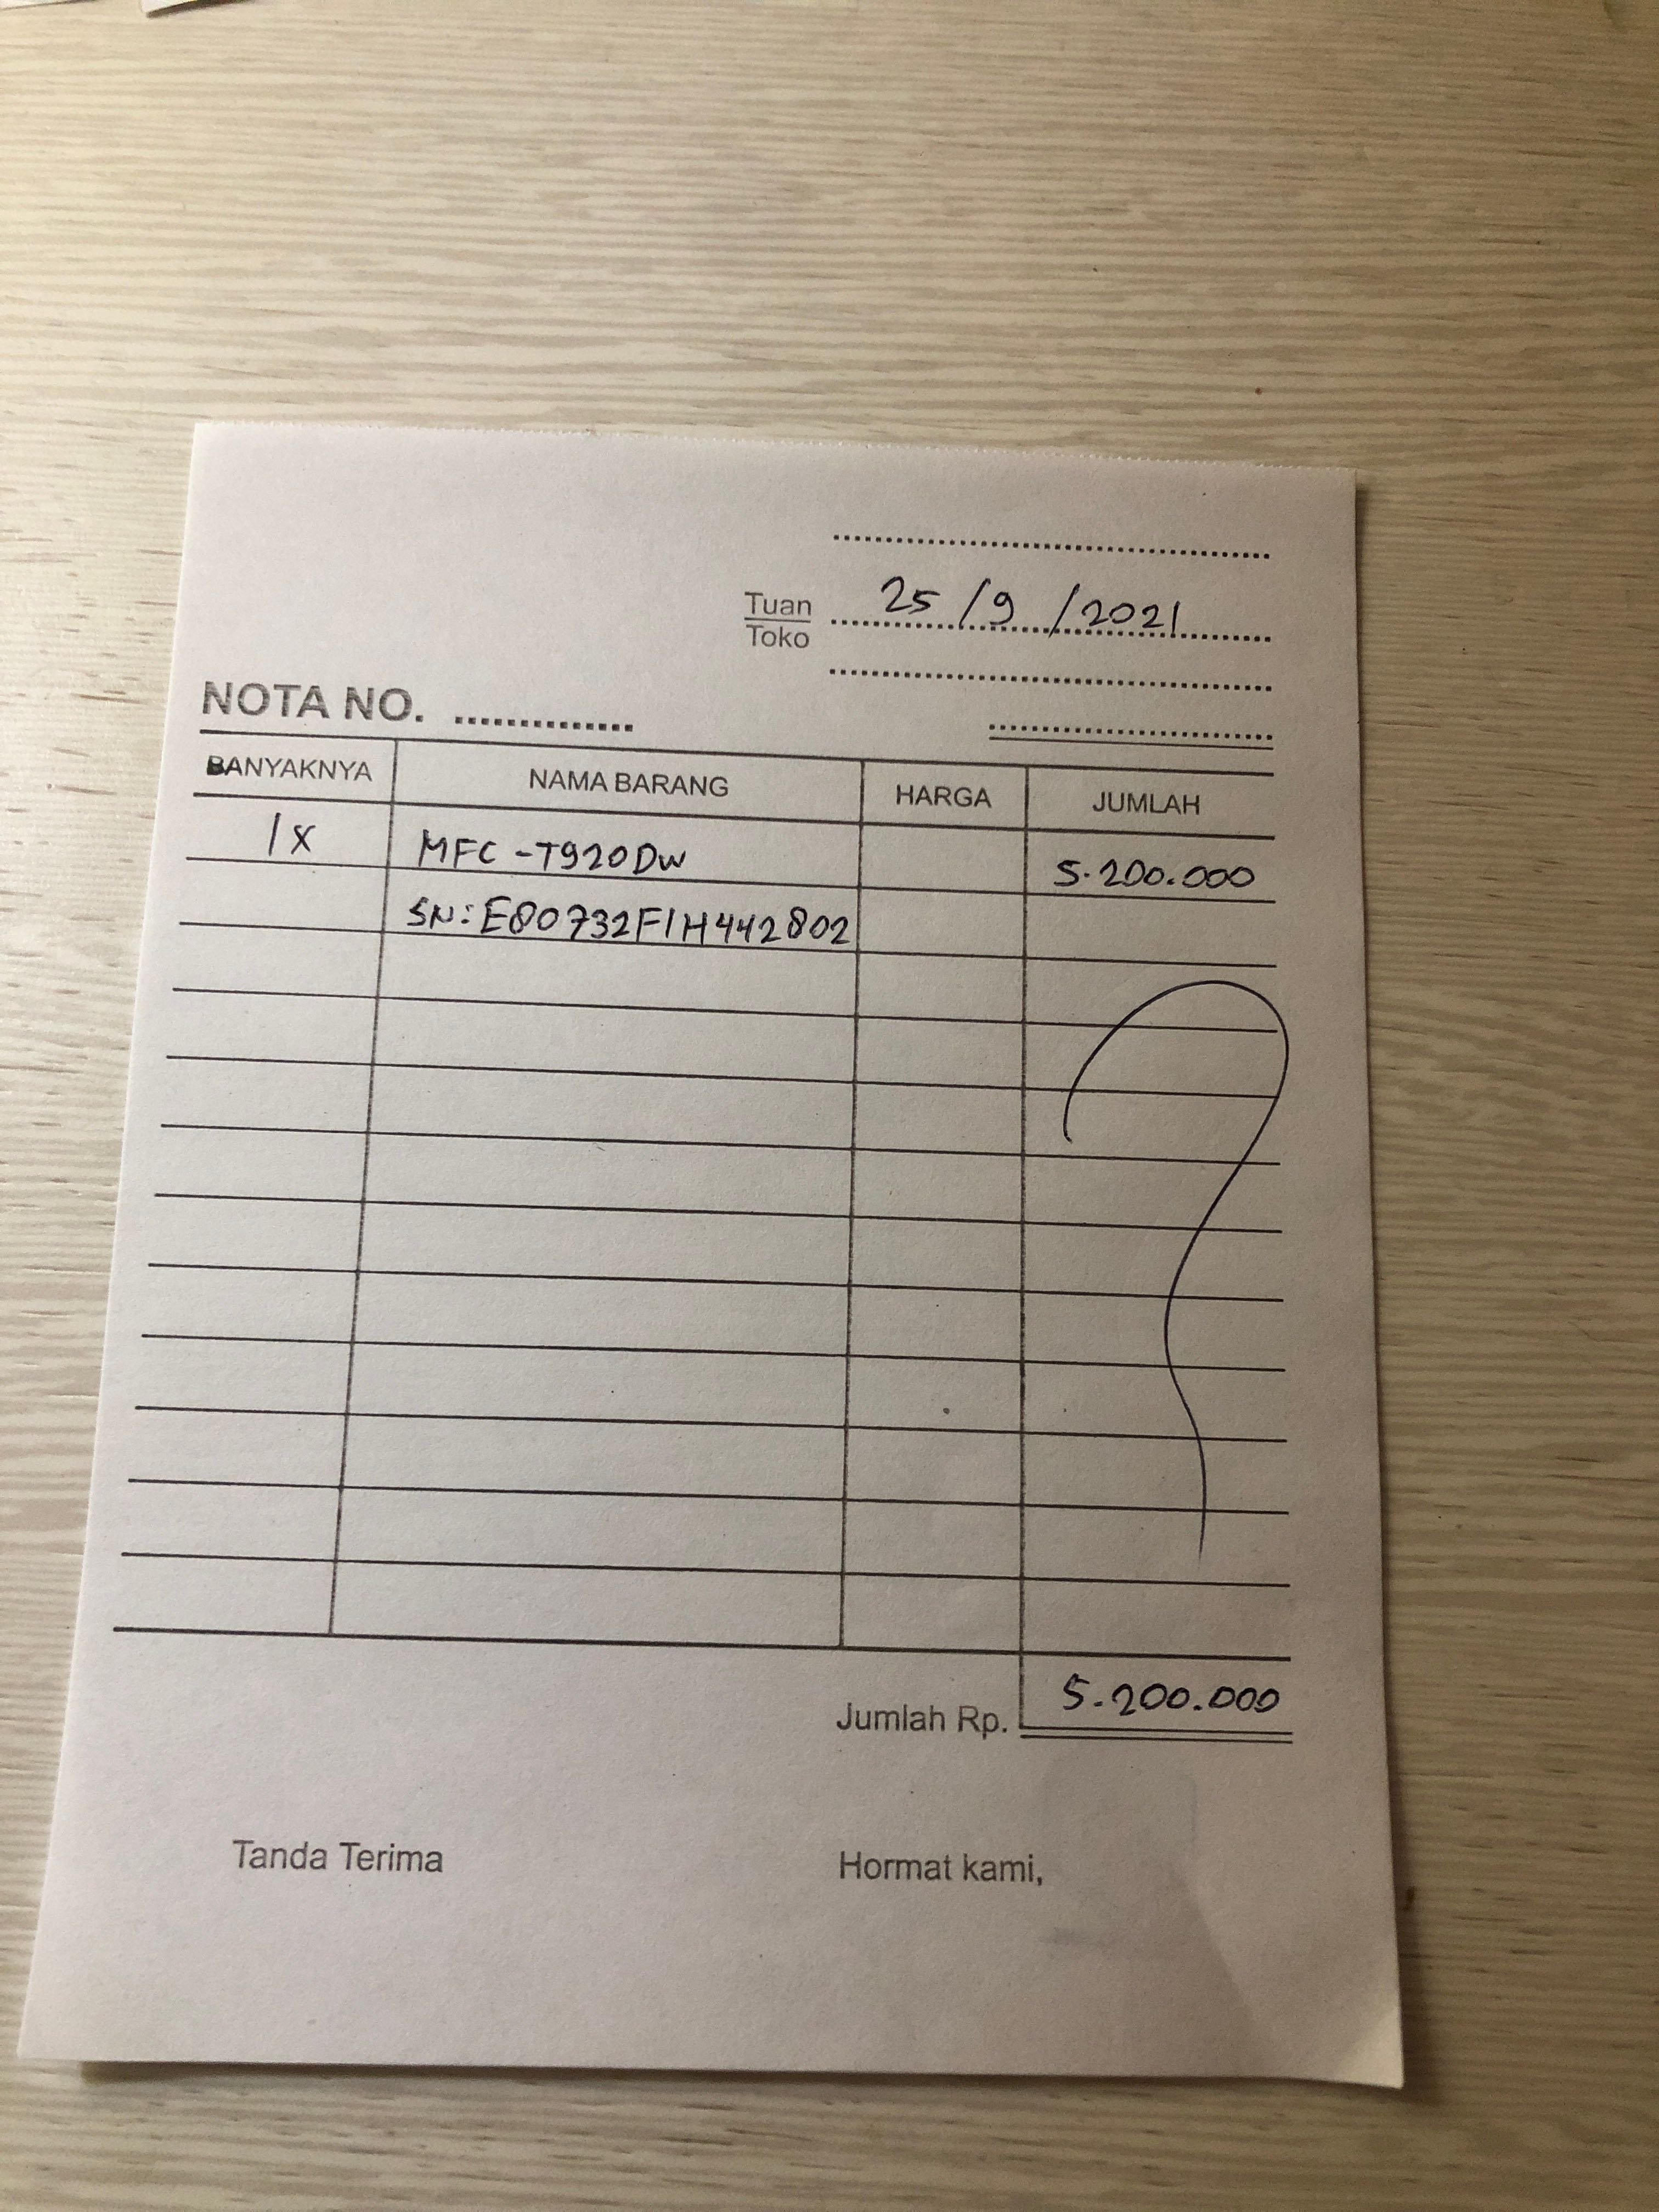 25/9/2021
Tuan
Toko
NOTA NO.
BANYAKNYA NAMA BARANG HARGA JUMLAH
1X MFC-T920DW 5.200.000
SN:E80732F1H442802
Jumlah Rp. 5.200.000
Tanda Terima Hormat kami,